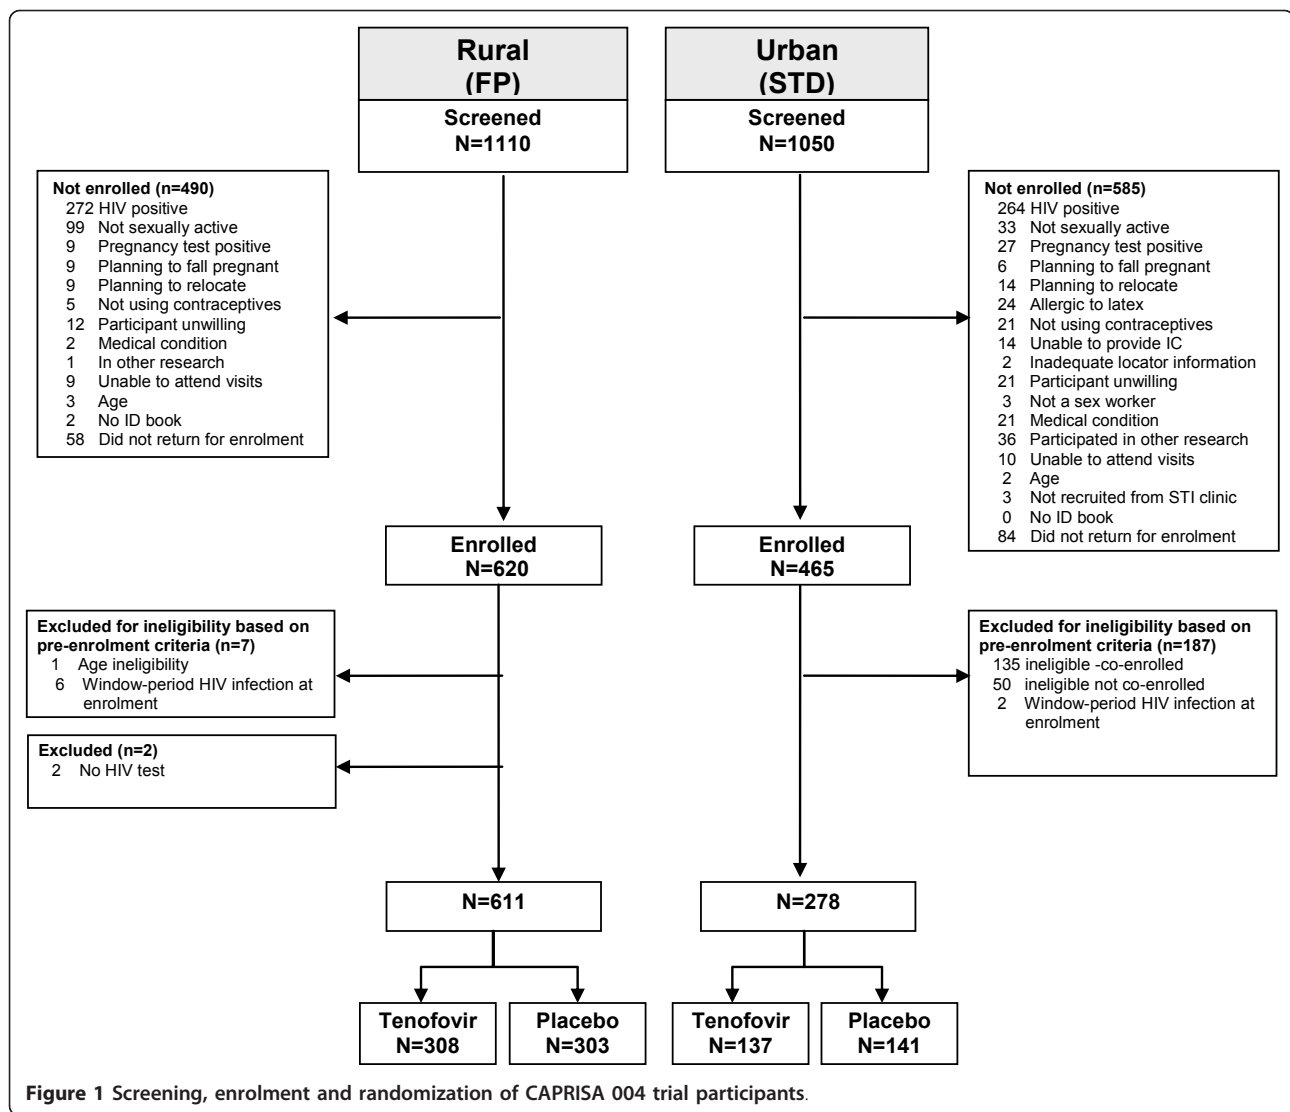 Rural
(FP)
Screened
N=1110
Urban
(STD)
Screened
N=1050
Not enrolled (n=490)
272 HIV positive
99 Not sexually active
9 Pregnancy test positive
9 Planning to fall pregnant
9 Planning to relocate
5 Not using contraceptives
12 Participant unwilling
2 Medical condition
1 In other research
9 Unable to attend visits
3 Age
2 No ID book
58 Did not return for enrolment
Not enrolled (n=585)
264 HIV positive
33 Not sexually active
27 Pregnancy test positive
6 Planning to fall pregnant
14 Planning to relocate
24 Allergic to latex
21 Not using contraceptives
14 Unable to provide IC
2 Inadequate locator information
21 Participant unwilling
3 Not a sex worker
21 Medical condition
36 Participated in other research
10 Unable to attend visits
2 Age
3 Not recruited from STI clinic
0 No ID book
84 Did not return for enrolment
Enrolled
N=620
Enrolled
N=465
Excluded for ineligibility based on
pre-enrolment criteria (n=7)
1 Age ineligibility
6 Window-period HIV infection at
enrolment
Excluded for ineligibility based on
pre-enrolment criteria (n=187)
135 ineligible -co-enrolled
50 ineligible not co-enrolled
2 Window-period HIV infection at
enrolment
Excluded (n=2)
2 No HIV test
N=611
N=278
Tenofovir
N=308
Placebo
N=303
Tenofovir
N=137
Placebo
N=141
Figure 1 Screening, enrolment and randomization of CAPRISA 004 trial participants.